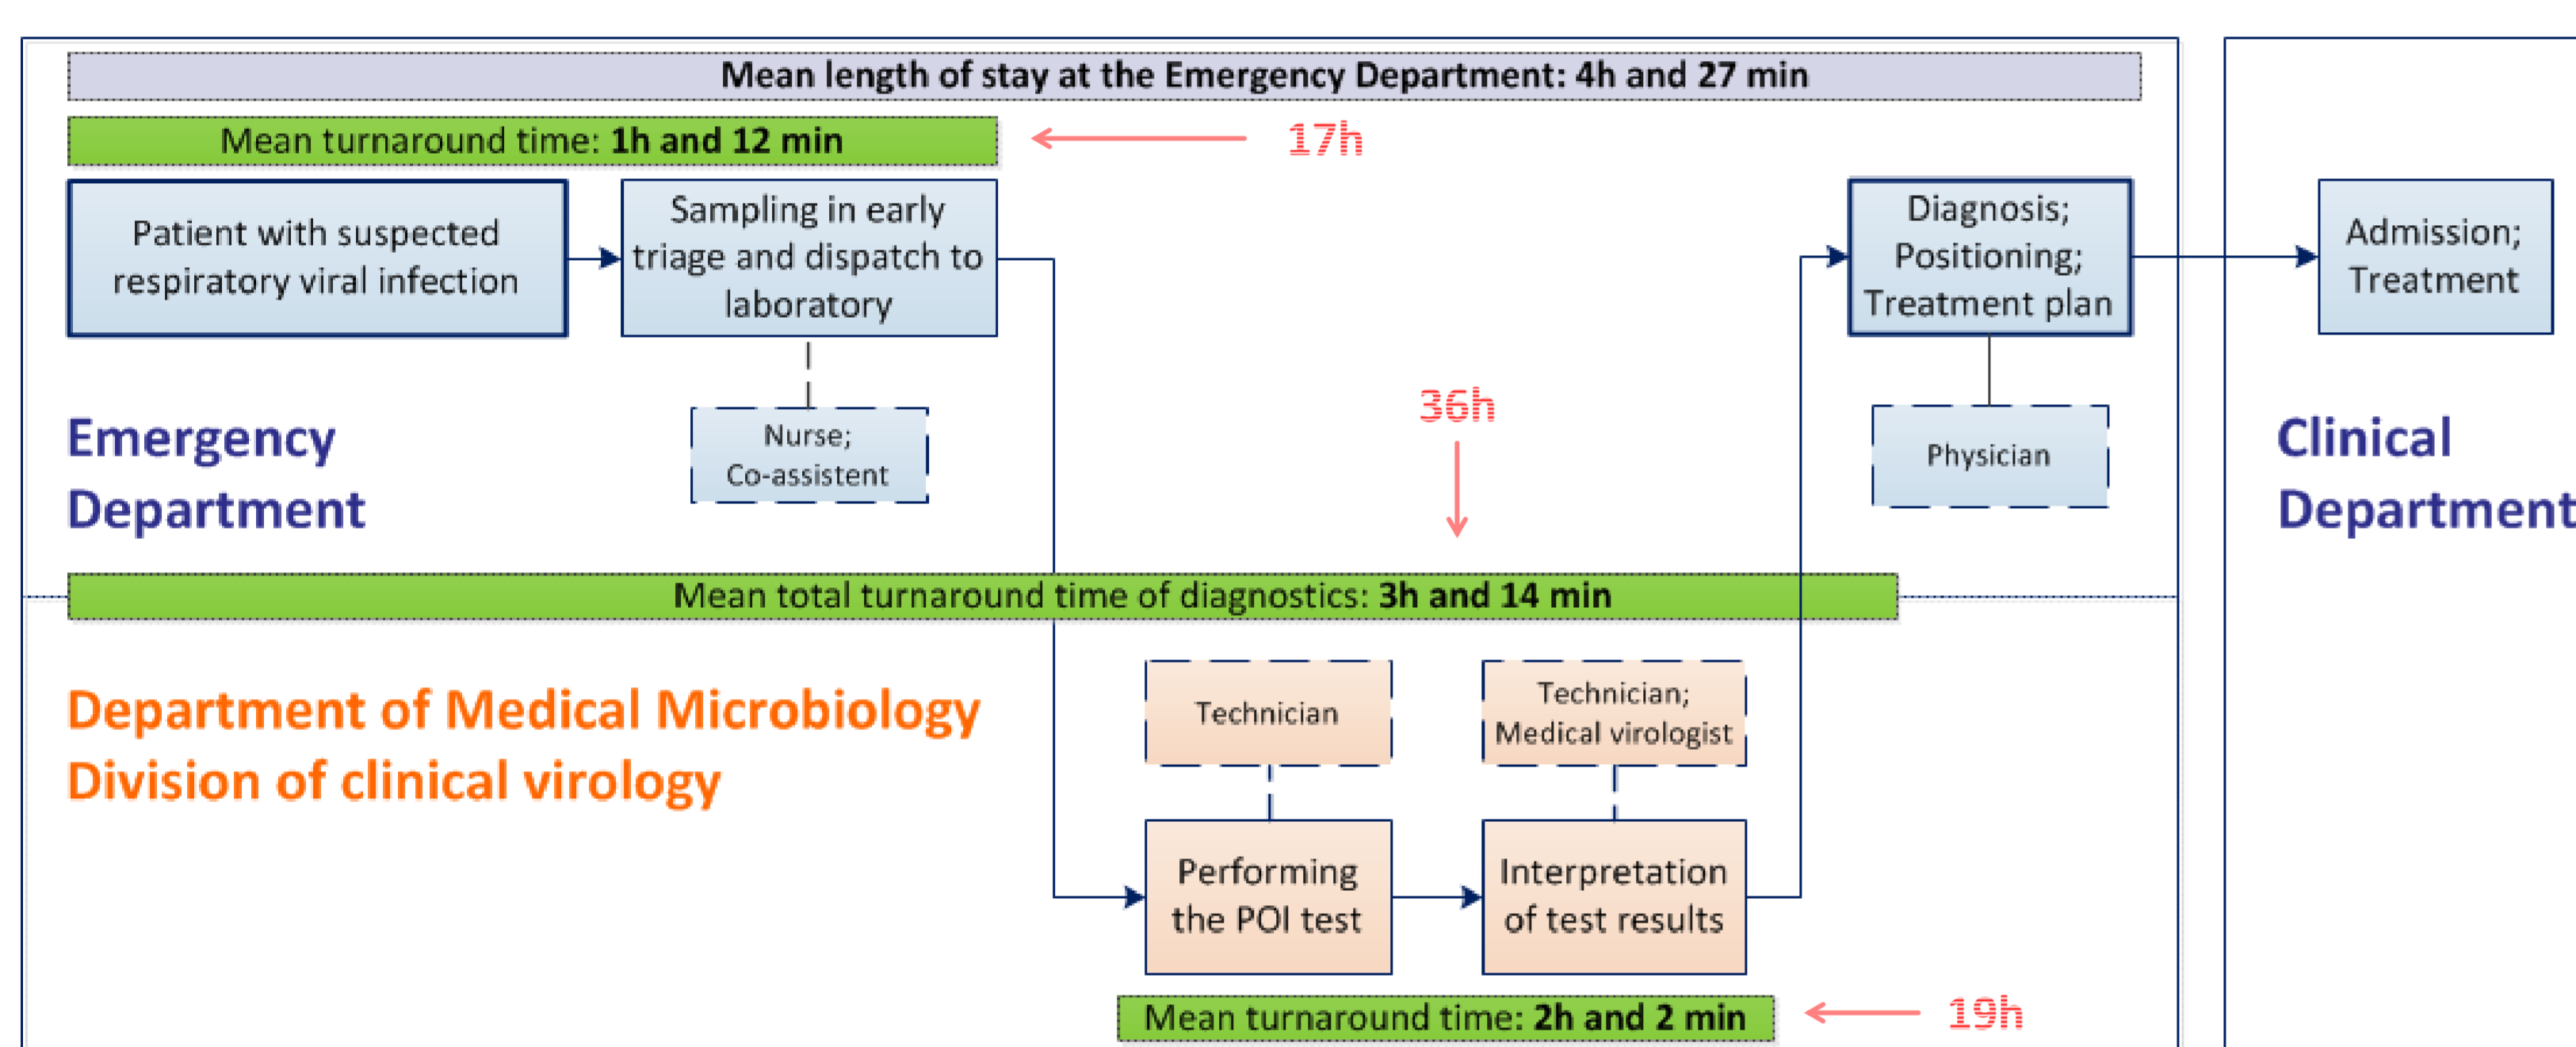 Mean length of stay at the Emergency Department: 4h and 27 min
Mean turnaround time: 1h and 12 min
17h
Patient with suspected
respiratory viral infection
Sampling in early
triage and dispatch to
laboratory
Diagnosis;
Positioning;
Treatment plan
Admission;
Treatment
Nurse;
Co-assistent
36h
Physician
Emergency
Department
Clinical
Department
Mean total turnaround time of diagnostics: 3h and 14 min
Department of Medical Microbiology
Division of clinical virology
Technician
Technician;
Medical virologist
Performing
the POI test
Interpretation
of test results
Mean turnaround time: 2h and 2 min
19h